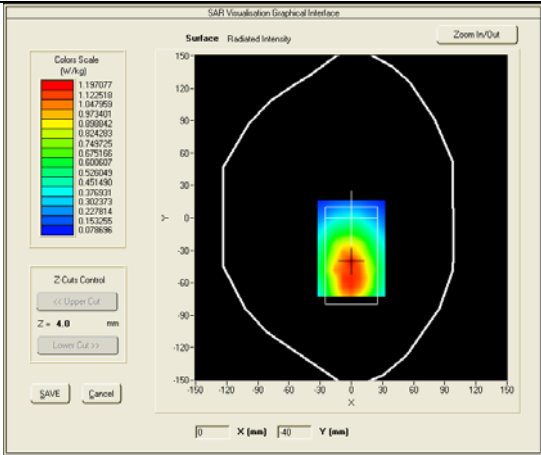 SAR Visualisation Graphical Interface
Surface Radiated Intensity
Zoom In/Out
Colors Scale
(W/kg)
1.197077
1.122518
1.047959
0.973401
0.898842
0.824283
0.749725
0.675166
0.600607
0.526049
0.451490
0.376931
0.302373
0.227814
0.153255
0.078696
Z-Cuts Control
<< Upper Cut
Z = 4.0 mm
Lower Cut >>
SAVE Cancel
150-
120-
90-
60-
30-
0-
-30-
-60-
-90-
-120-
-150-
Y
-150 -120 -90 -60 -30 0 30 60 90 120 150
X
0 X (mm) -40 Y (mm)